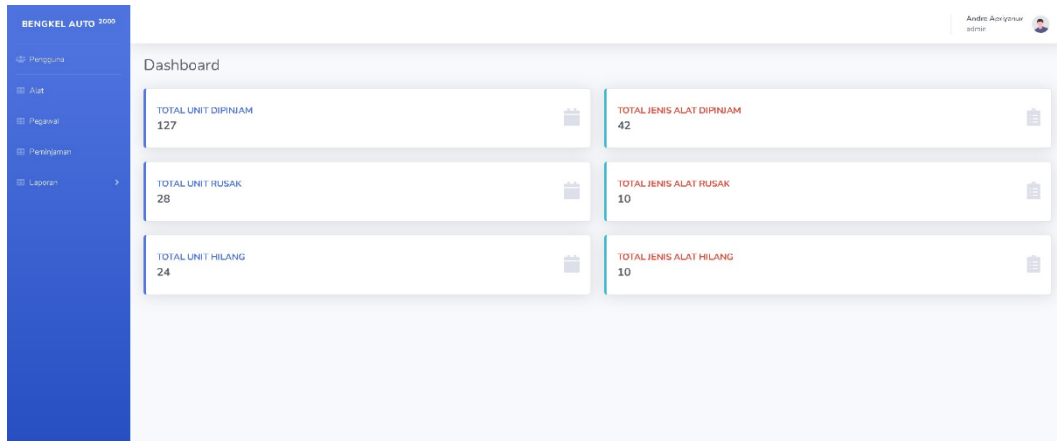 BENGKEL AUTO 2000
Andre Apriyanur
admin
Pengguna
Alat
Pegawai
Peminjaman
Laporan
Dashboard
TOTAL UNIT DIPINJAM
127
TOTAL JENIS ALAT DIPINJAM
42
TOTAL UNIT RUSAK
28
TOTAL JENIS ALAT RUSAK
10
TOTAL UNIT HILANG
24
TOTAL JENIS ALAT HILANG
10